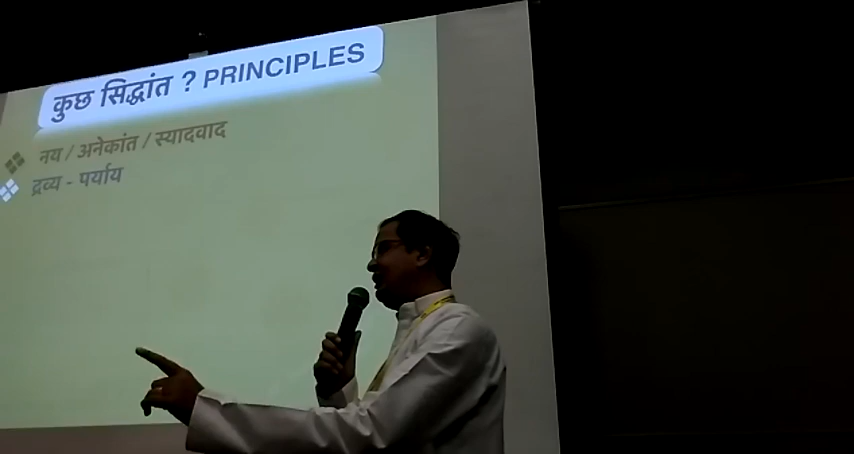 कुछ सिद्धांत ? PRINCIPLES
नय / अनेकांत / स्यादवाद
द्रव्य - पर्याय